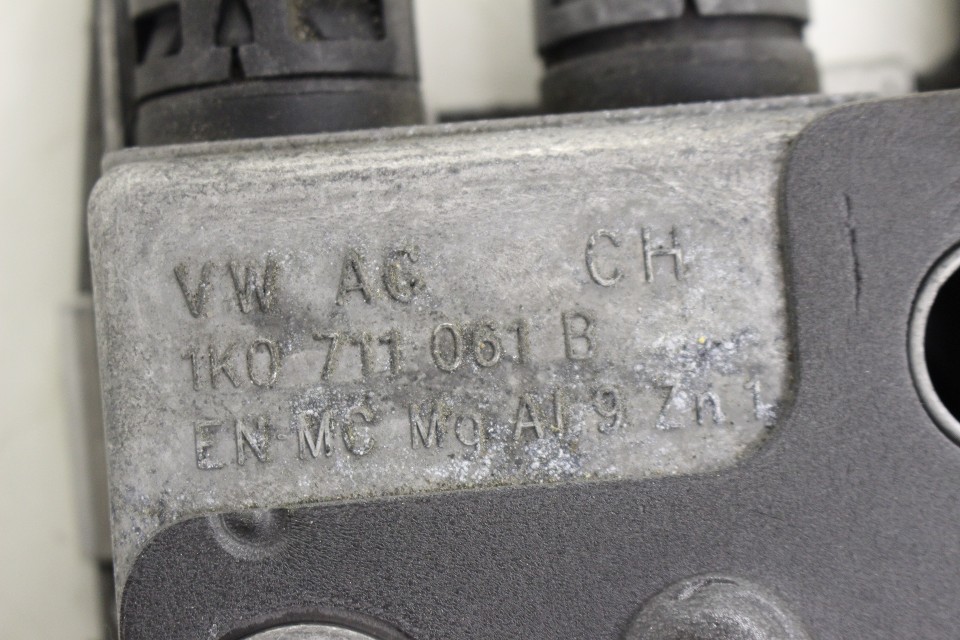 VW AG CH
1K0 711 061 B
EN-MC Mg Al 9 Zn 1